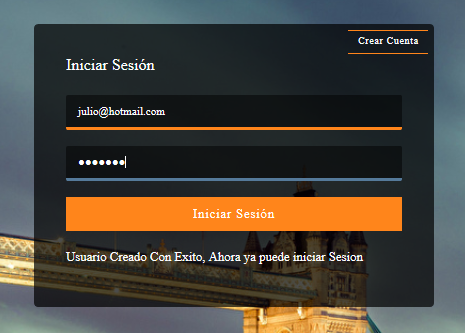 Crear Cuenta
Iniciar Sesión
julio@hotmail.com
●●●●●●●
Iniciar Sesión
Usuario Creado Con Exito, Ahora ya puede iniciar Sesion